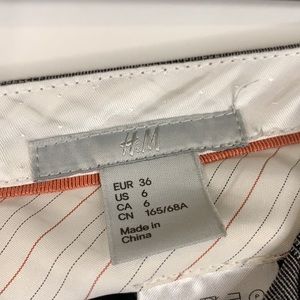 H&M
EUR 36
US 6
CA 6
CN 165/68A
Made in
China